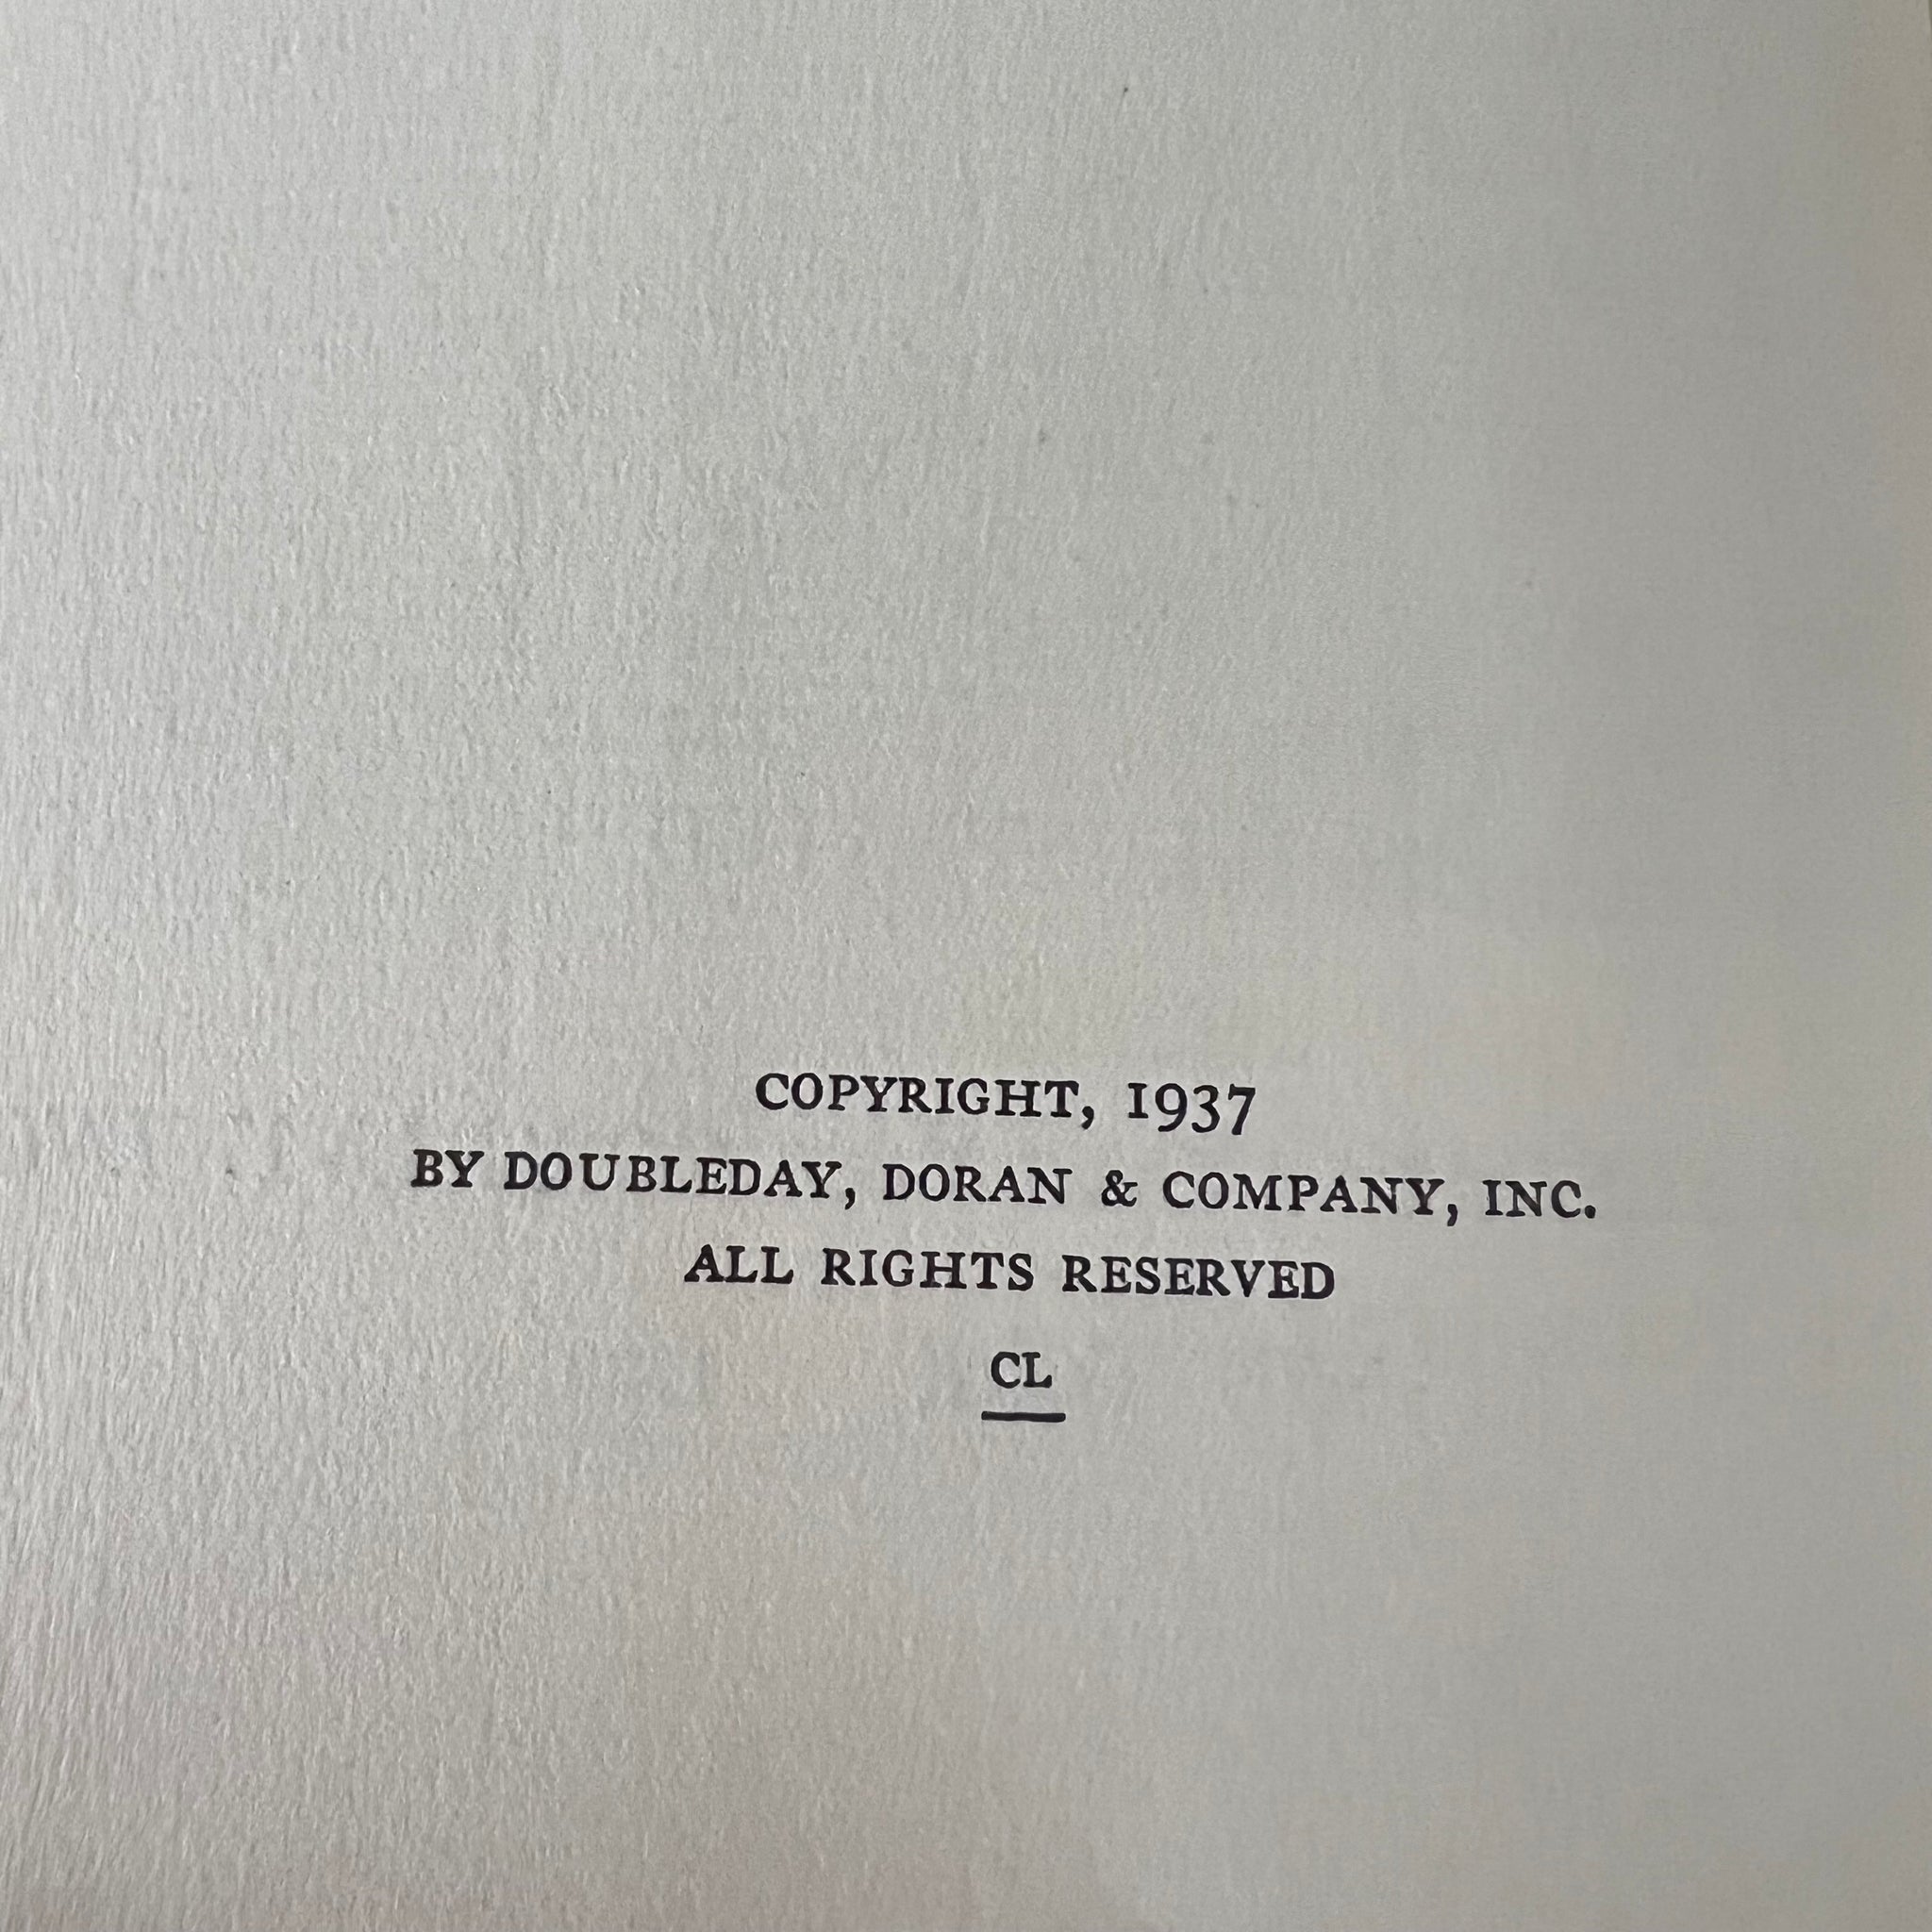 COPYRIGHT, 1937
BY DOUBLEDAY, DORAN & COMPANY, INC.
ALL RIGHTS RESERVED
CL